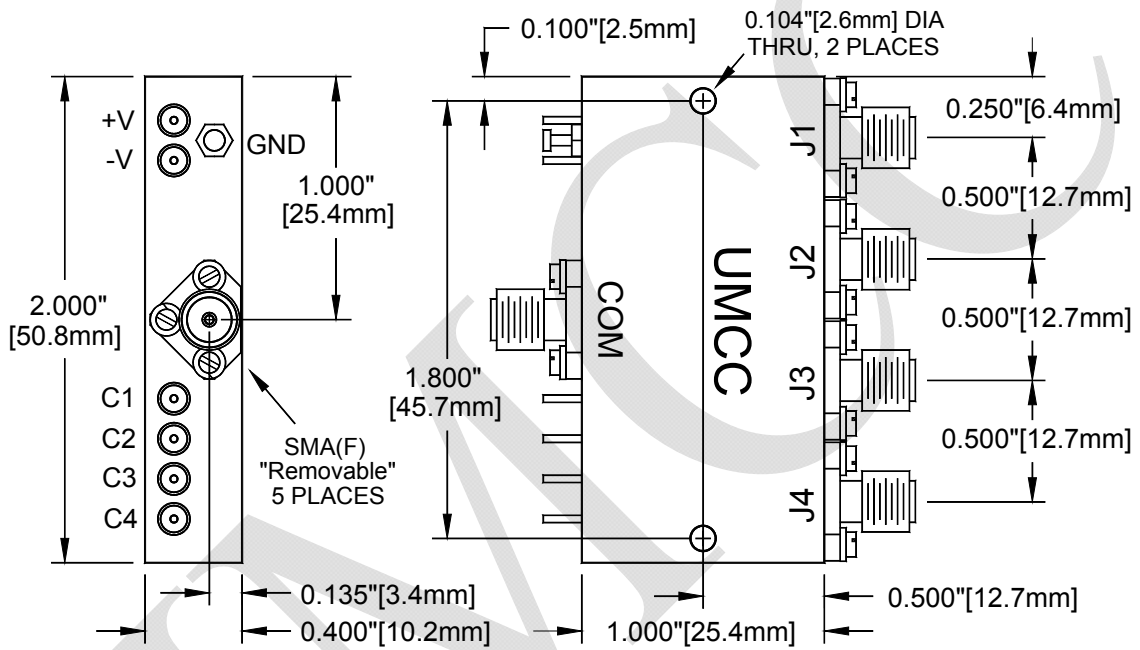 0.100"[2.5mm]
0.104"[2.6mm] DIA
THRU, 2 PLACES
+V
-V
GND
1.000"
[25.4mm]
2.000"
[50.8mm]
C1
C2
C3
C4
SMA(F)
"Removable"
5 PLACES
0.135"[3.4mm]
0.400"[10.2mm]
COM
UMCC
1.800"
[45.7mm]
J1
J2
J3
J4
0.250"[6.4mm]
0.500"[12.7mm]
0.500"[12.7mm]
0.500"[12.7mm]
0.500"[12.7mm]
1.000"[25.4mm]
UMCC